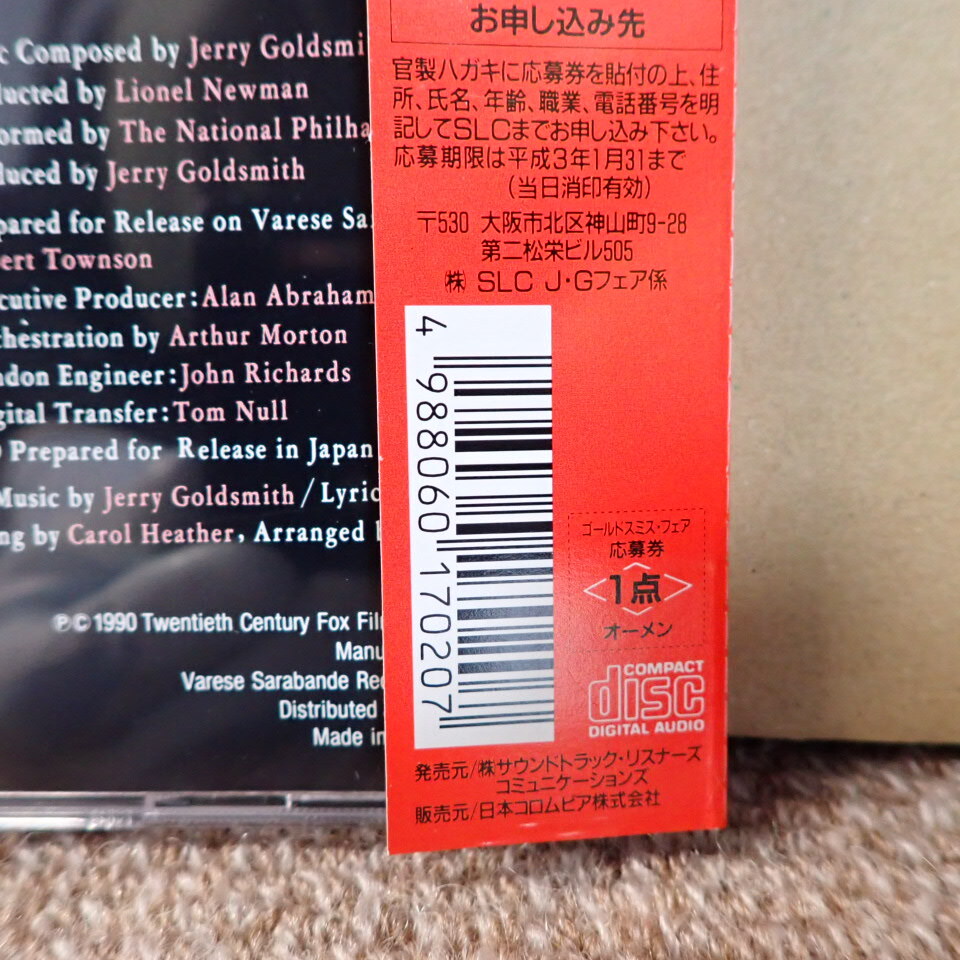 Composed by Jerry Goldsmi
ducted by Lionel Newman
ormed by The National Philha
duced by Jerry Goldsmith
pared for Release on Varese Sa
ert Townson
cutive Producer: Alan Abraham
chestration by Arthur Morton
ndon Engineer: John Richards
gital Transfer: Tom Null
Prepared for Release in Japan
Music by Jerry Goldsmith / Lyric
ng by Carol Heather, Arranged
℗©1990 Twentieth Century Fox Fil
Manu
Varese Sarabande Rec
Distributed
Made in
お申し込み先
官製ハガキに応募券を貼付の上、住
所、氏名、年齢、職業、電話番号を明
記してSLCまでお申し込み下さい。
応募期限は平成3年1月31まで
(当日消印有効)
〒530 大阪市北区神山町9-28
第二松栄ビル505
㈱ SLC J・Gフェア係
4 988060 170207
ゴールドスミス・フェア
応募券
1点
オーメン
COMPACT
disc
DIGITAL AUDIO
発売元/㈱サウンドトラック・リスナーズ
コミュニケーションズ
販売元/日本コロムビア株式会社